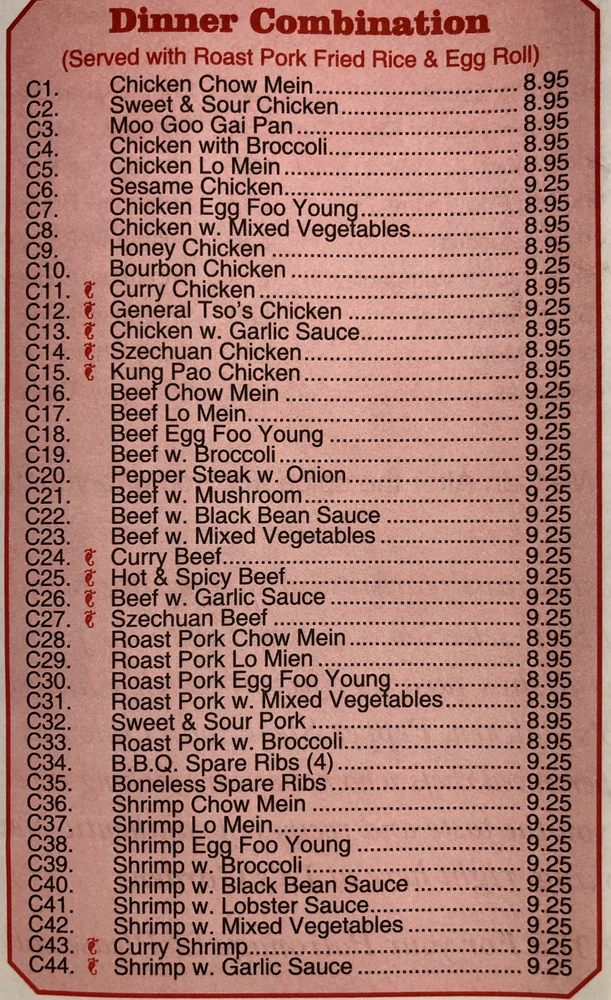 Dinner Combination
(Served with Roast Pork Fried Rice & Egg Roll)
C1. Chicken Chow Mein 8.95
C2. Sweet & Sour Chicken 8.95
C3. Moo Goo Gai Pan 8.95
C4. Chicken with Broccoli 8.95
C5. Chicken Lo Mein 8.95
C6. Sesame Chicken 9.25
C7. Chicken Egg Foo Young 8.95
C8. Chicken w. Mixed Vegetables 8.95
C9. Honey Chicken 8.95
C10. Bourbon Chicken 9.25
C11. Curry Chicken 8.95
C12. General Tso's Chicken 9.25
C13. Chicken w. Garlic Sauce 8.95
C14. Szechuan Chicken 8.95
C15. Kung Pao Chicken 8.95
C16. Beef Chow Mein 9.25
C17. Beef Lo Mein 9.25
C18. Beef Egg Foo Young 9.25
C19. Beef w. Broccoli 9.25
C20. Pepper Steak w. Onion 9.25
C21. Beef w. Mushroom 9.25
C22. Beef w. Black Bean Sauce 9.25
C23. Beef w. Mixed Vegetables 9.25
C24. Curry Beef 9.25
C25. Hot & Spicy Beef 9.25
C26. Beef w. Garlic Sauce 9.25
C27. Szechuan Beef 9.25
C28. Roast Pork Chow Mein 8.95
C29. Roast Pork Lo Mien 8.95
C30. Roast Pork Egg Foo Young 8.95
C31. Roast Pork w. Mixed Vegetables 8.95
C32. Sweet & Sour Pork 8.95
C33. Roast Pork w. Broccoli 8.95
C34. B.B.Q. Spare Ribs (4) 9.25
C35. Boneless Spare Ribs 9.25
C36. Shrimp Chow Mein 9.25
C37. Shrimp Lo Mein 9.25
C38. Shrimp Egg Foo Young 9.25
C39. Shrimp w. Broccoli 9.25
C40. Shrimp w. Black Bean Sauce 9.25
C41. Shrimp w. Lobster Sauce 9.25
C42. Shrimp w. Mixed Vegetables 9.25
C43. Curry Shrimp 9.25
C44. Shrimp w. Garlic Sauce 9.25